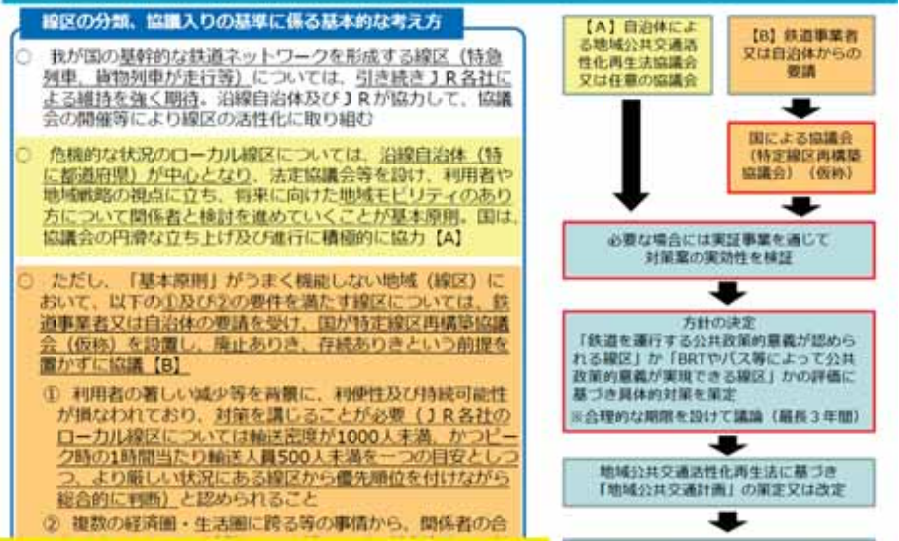 線区の分類、協議入りの基準に係る基本的な考え方
○ 我が国の基幹的な鉄道ネットワークを形成する線区（特急
列車、貨物列車が走行等）については、引き続きＪＲ各社に
よる維持を強く期待。沿線自治体及びＪＲが協力して、協議
会の開催等により線区の活性化に取り組む
○ 危機的な状況のローカル線区については、沿線自治体（特
に都道府県）が中心となり、法定協議会等を設け、利用者や
地域戦略の視点に立ち、将来に向けた地域モビリティのあり
方について関係者と検討を進めていくことが基本原則。国は、
協議会の円滑な立ち上げ及び進行に積極的に協力【A】
○ ただし、「基本原則」がうまく機能しない地域（線区）に
おいて、以下の①及び②の要件を満たす線区については、鉄
道事業者又は自治体の要請を受け、国が特定線区再構築協議
会（仮称）を設置し、廃止ありき、存続ありきという前提を
置かずに協議【B】
① 利用者の著しい減少等を背景に、利便性及び持続可能性
が損なわれており、対策を講じることが必要（ＪＲ各社の
ローカル線区については輸送密度が1000人未満、かつピー
ク時の1時間当たり輸送人員500人未満を一つの目安としつ
つ、より厳しい状況にある線区から優先順位を付けながら
総合的に判断）と認められること
② 複数の経済圏・生活圏に跨る等の事情から、関係者の合
【A】自治体によ
る地域公共交通活
性化再生法協議会
又は任意の協議会
【B】鉄道事業者
又は自治体からの
要請
国による協議会
（特定線区再構築
協議会）（仮称）
必要な場合には実証事業を通じて
対策案の実効性を検証
方針の決定
「鉄道を運行する公共政策的意義が認めら
れる線区」か「BRTやバス等によって公共
政策的意義が実現できる線区」かの評価に
基づき具体的対策を策定
※合理的な期限を設けて議論（最長３年間）
地域公共交通活性化再生法に基づき
「地域公共交通計画」の策定又は改定